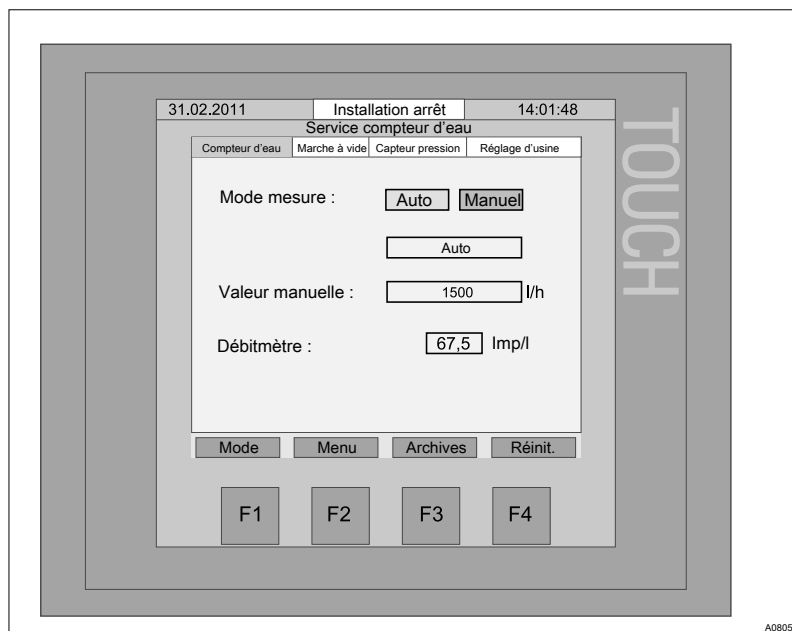 31.02.2011 Installation arrêt 14:01:48
Service compteur d'eau
Compteur d'eau Marche à vide Capteur pression Réglage d'usine
Mode mesure : Auto Manuel
Auto
Valeur manuelle : 1500 l/h
Débitmètre : 67,5 Imp/l
Mode Menu Archives Réinit.
F1 F2 F3 F4
TOUCH
A0805